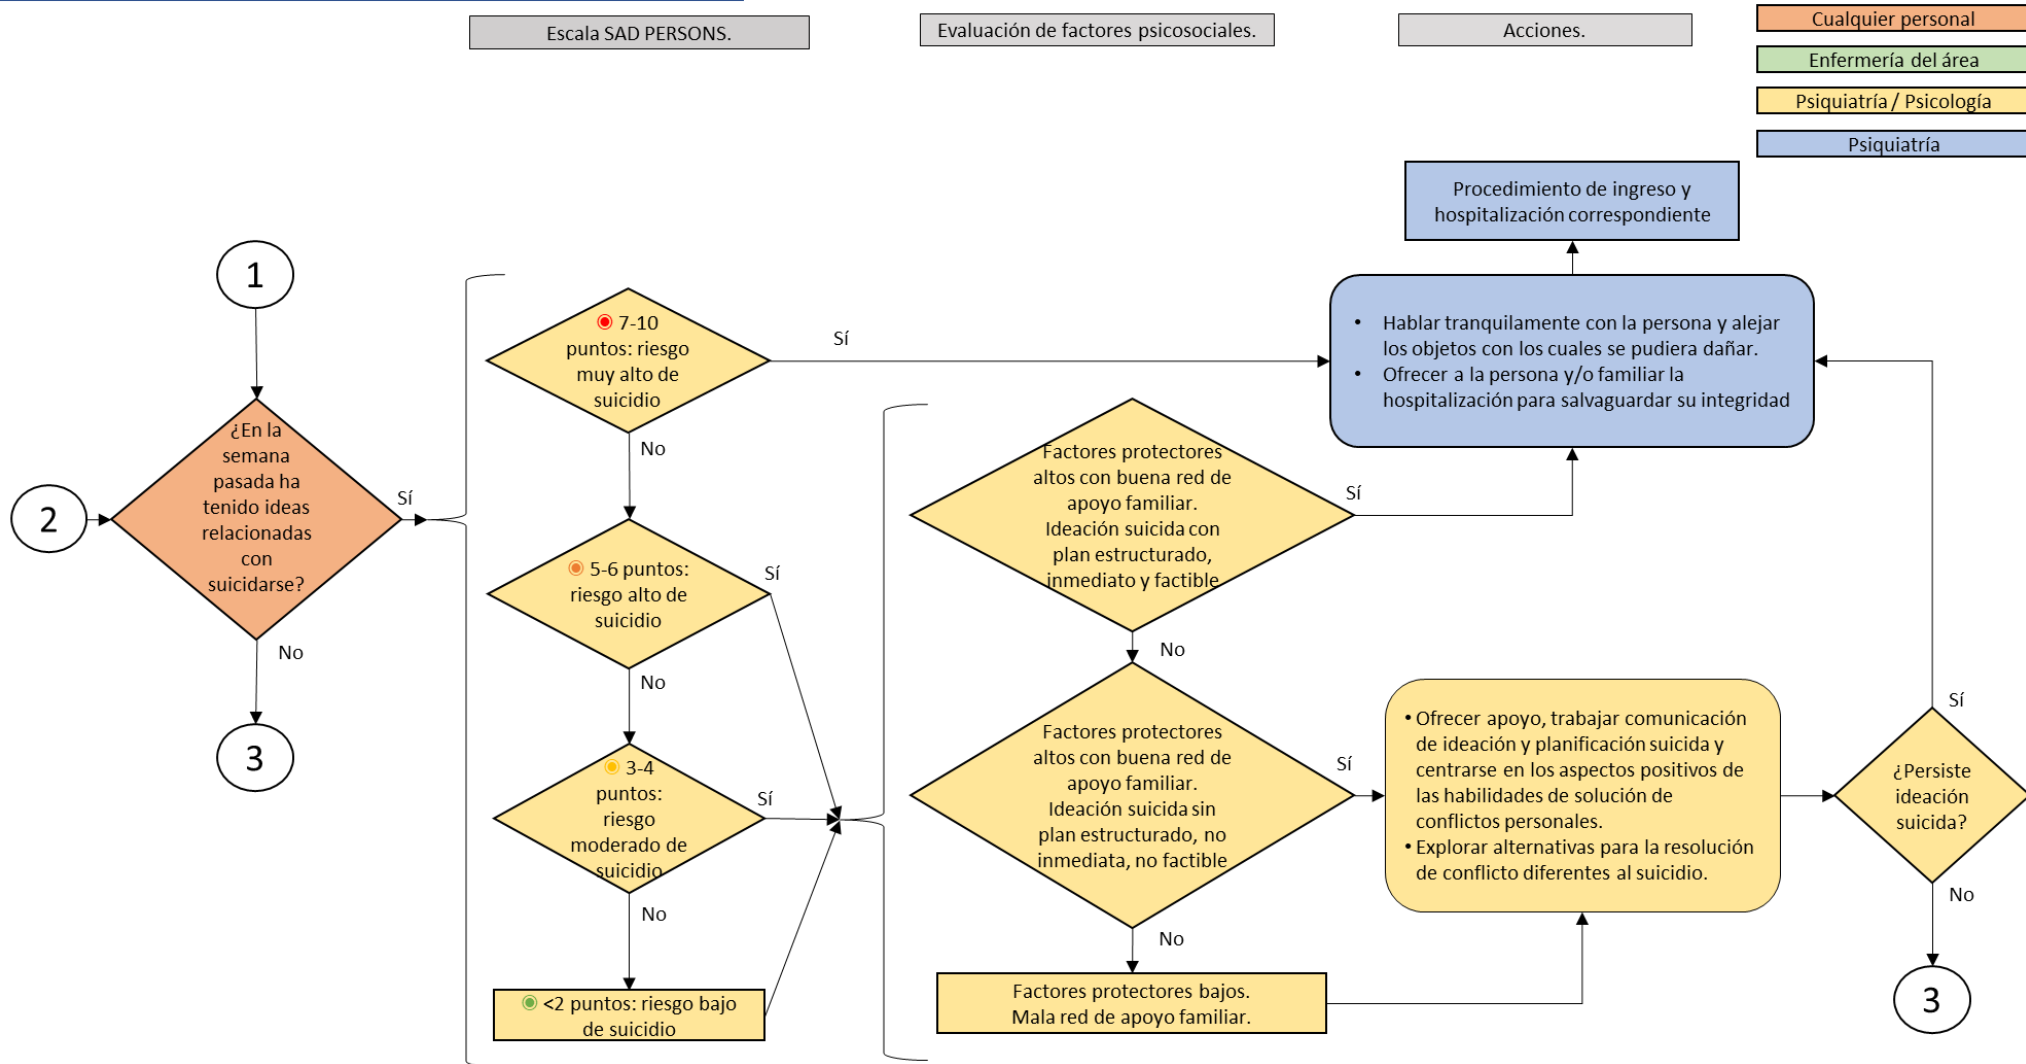 Escala SAD PERSONS.
Evaluación de factores psicosociales.
Acciones.
Cualquier personal
Enfermería del área
Psiquiatría / Psicología
Psiquiatría
Procedimiento de ingreso y
hospitalización correspondiente
1
2
¿En la
semana
pasada ha
tenido ideas
relacionadas
con
suicidarse?
Sí
No
3
7-10
puntos: riesgo
muy alto de
suicidio
Sí
No
5-6 puntos:
riesgo alto de
suicidio
Sí
No
3-4
puntos:
riesgo
moderado de
suicidio
Sí
No
<2 puntos: riesgo bajo
de suicidio
Factores protectores
altos con buena red de
apoyo familiar.
Ideación suicida con
plan estructurado,
inmediato y factible
Sí
No
Factores protectores
altos con buena red de
apoyo familiar.
Ideación suicida sin
plan estructurado, no
inmediata, no factible
Sí
No
Factores protectores bajos.
Mala red de apoyo familiar.
• Hablar tranquilamente con la persona y alejar
los objetos con los cuales se pudiera dañar.
• Ofrecer a la persona y/o familiar la
hospitalización para salvaguardar su integridad
• Ofrecer apoyo, trabajar comunicación
de ideación y planificación suicida y
centrarse en los aspectos positivos de
las habilidades de solución de
conflictos personales.
• Explorar alternativas para la resolución
de conflicto diferentes al suicidio.
¿Persiste
ideación
suicida?
Sí
No
3